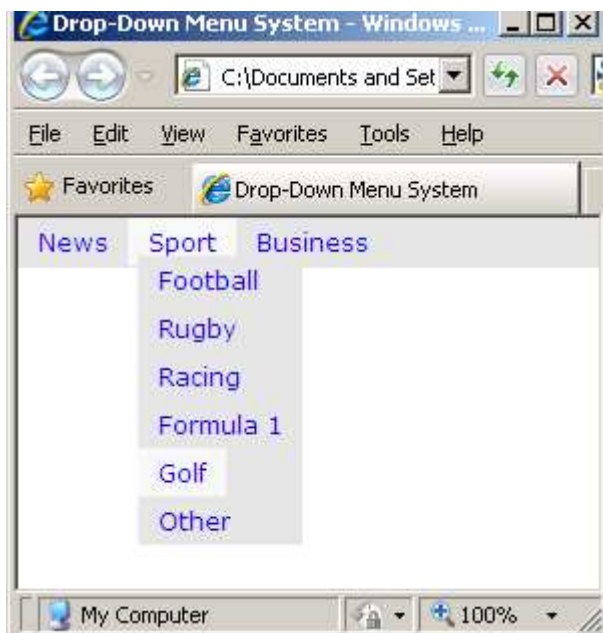 Drop-Down Menu System - Windows ...
C:\Documents and Set
File Edit View Favorites Tools Help
Favorites Drop-Down Menu System
News Sport Business
Football
Rugby
Racing
Formula 1
Golf
Other
My Computer 100%